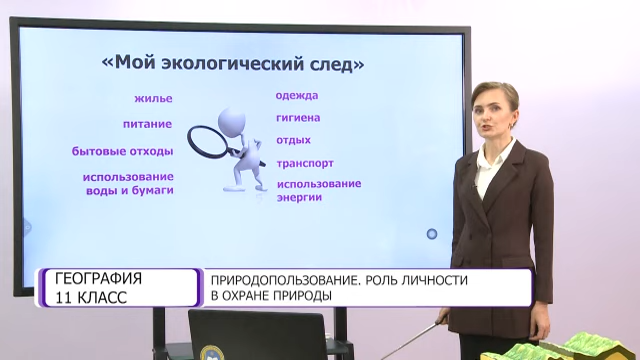 «Мой экологический след»
жилье
питание
бытовые отходы
использование
воды и бумаги
одежда
гигиена
отдых
транспорт
использование
энергии
ГЕОГРАФИЯ
11 КЛАСС
ПРИРОДОПОЛЬЗОВАНИЕ. РОЛЬ ЛИЧНОСТИ
В ОХРАНЕ ПРИРОДЫ